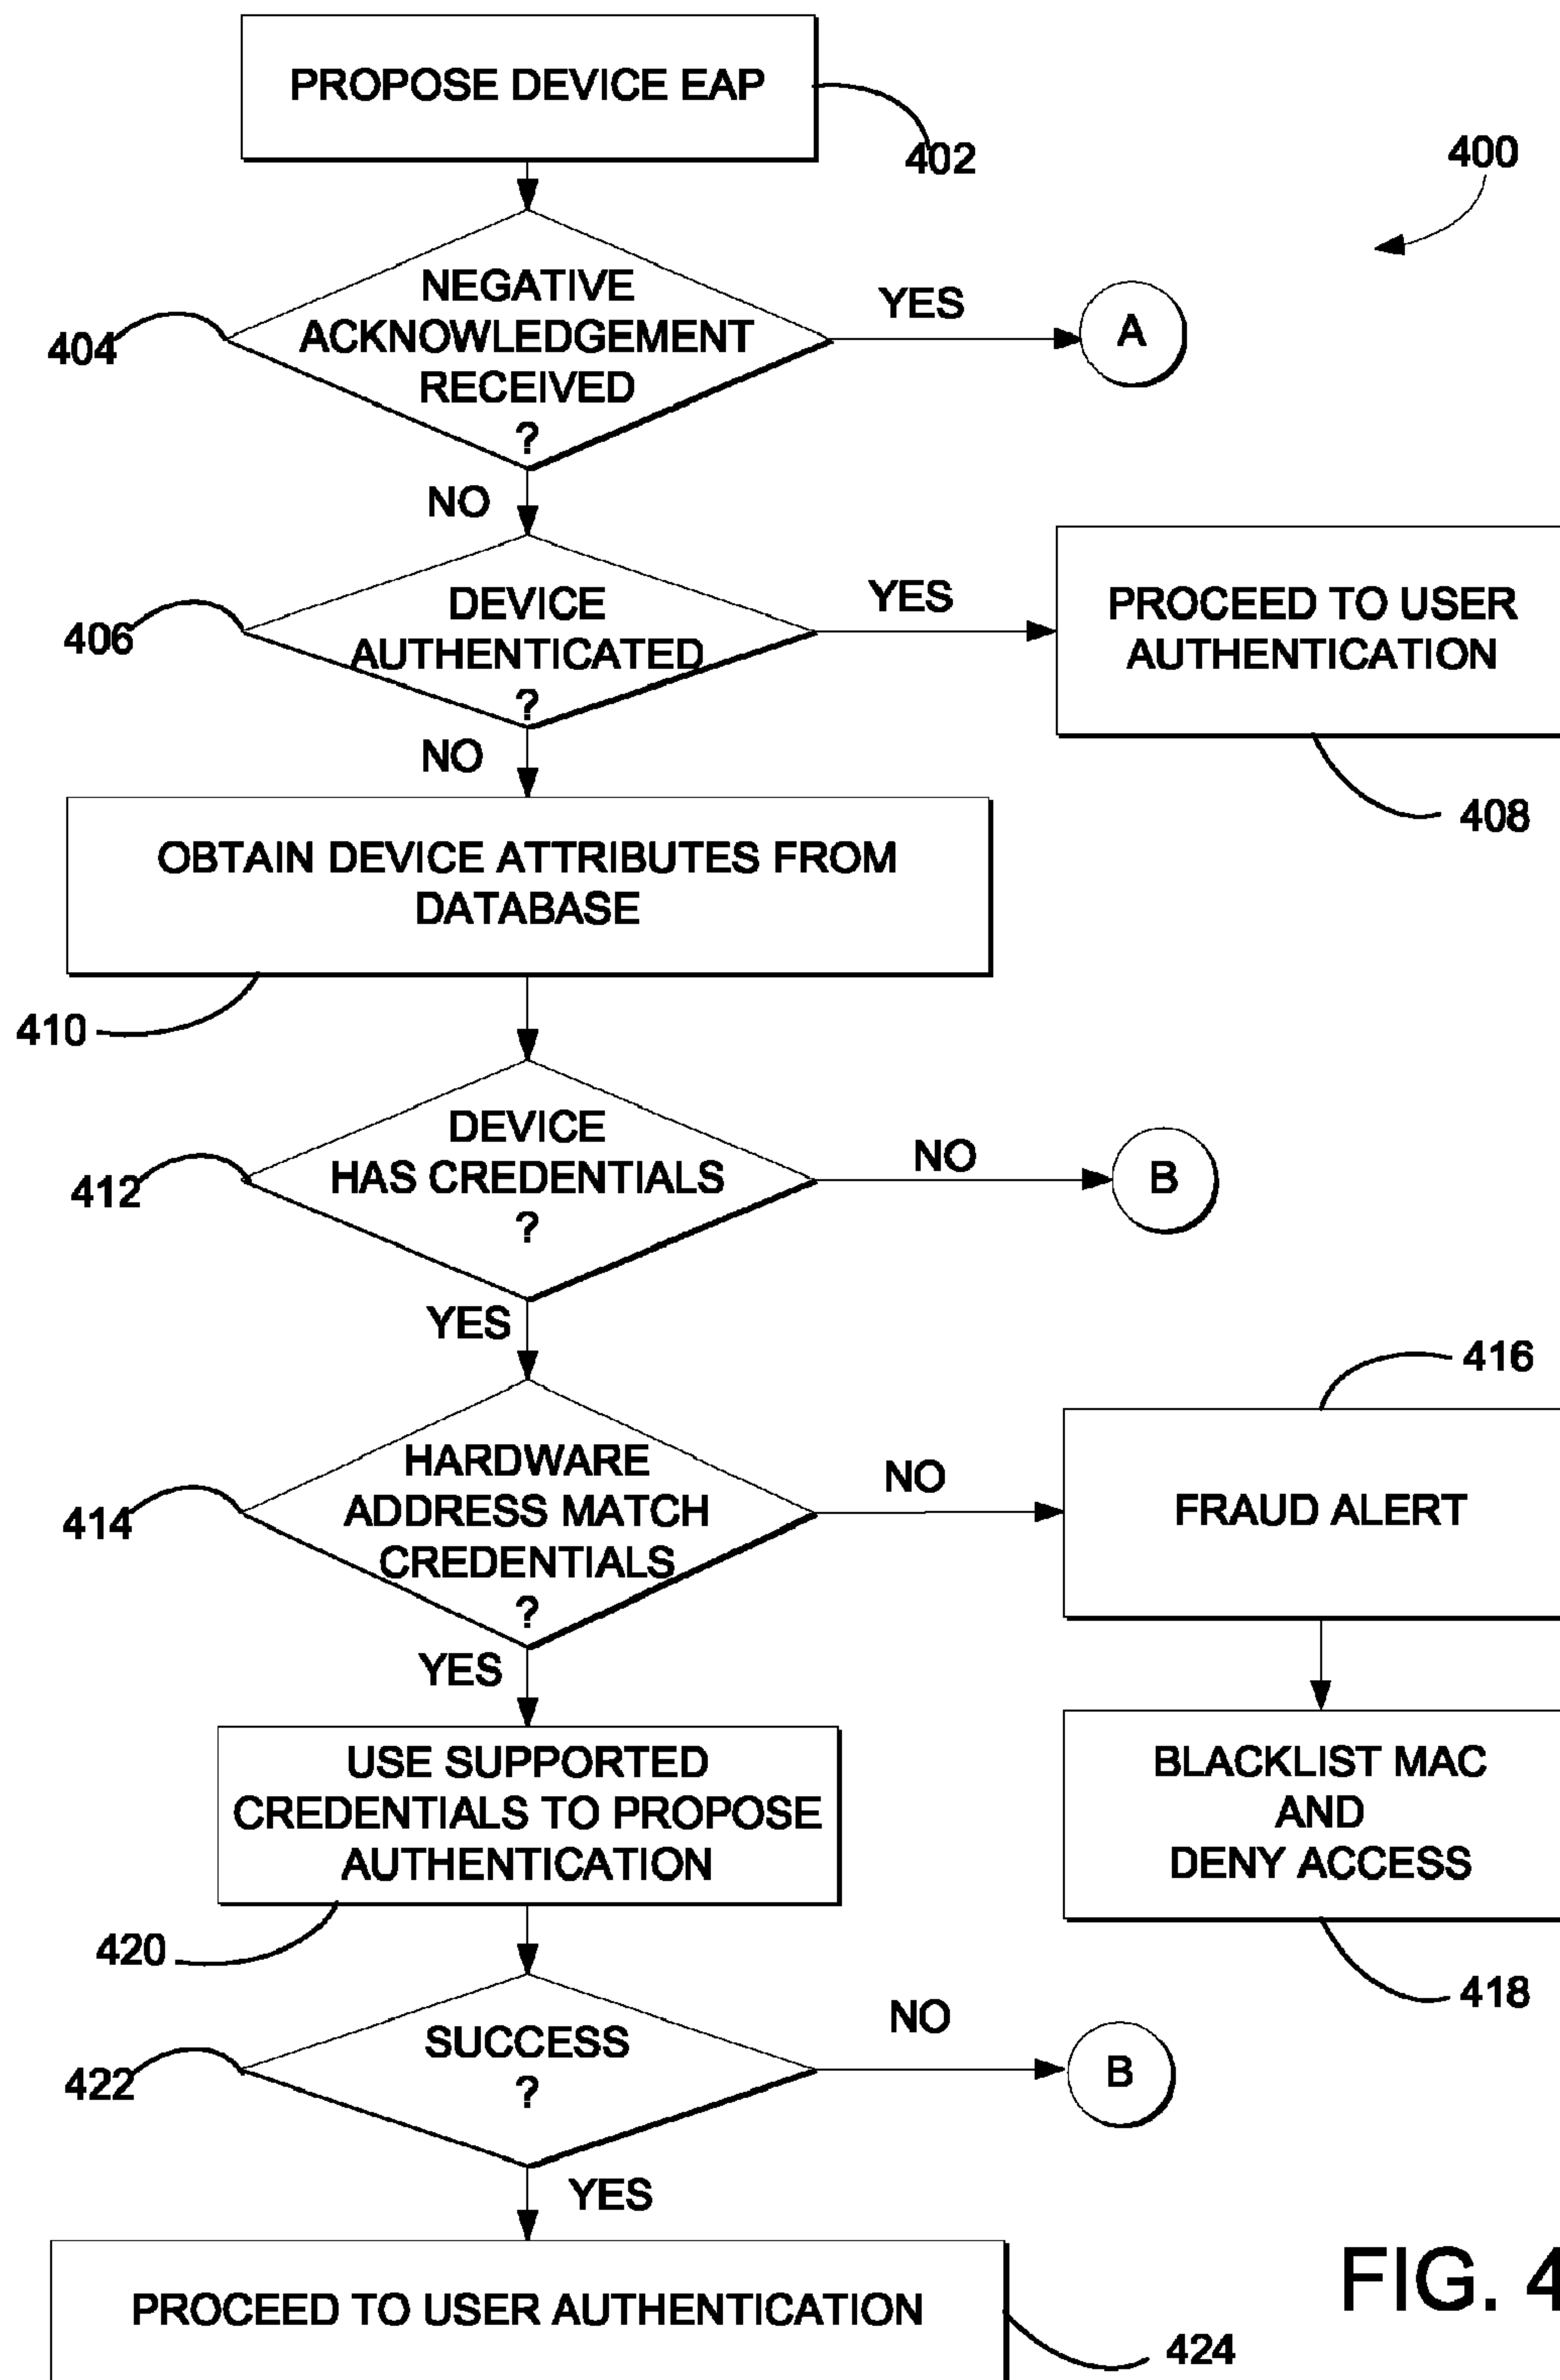 PROPOSE DEVICE EAP
402
400
NEGATIVE
ACKNOWLEDGEMENT
RECEIVED
?
404
YES
A
NO
DEVICE
AUTHENTICATED
?
406
YES
PROCEED TO USER
AUTHENTICATION
408
NO
OBTAIN DEVICE ATTRIBUTES FROM
DATABASE
410
DEVICE
HAS CREDENTIALS
?
412
NO
B
YES
HARDWARE
ADDRESS MATCH
CREDENTIALS
?
414
NO
416
FRAUD ALERT
YES
USE SUPPORTED
CREDENTIALS TO PROPOSE
AUTHENTICATION
420
BLACKLIST MAC
AND
DENY ACCESS
418
SUCCESS
?
422
NO
B
YES
PROCEED TO USER AUTHENTICATION
424
FIG. 4